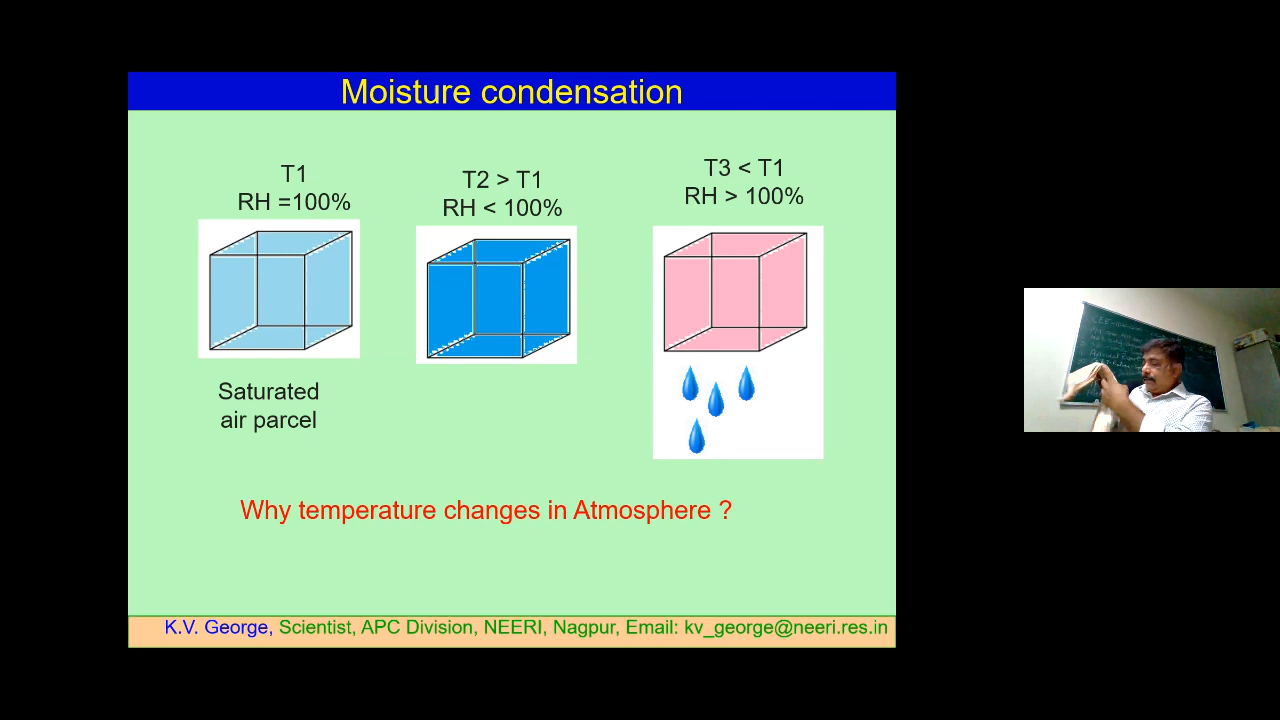 Moisture condensation
T1
RH =100%
T2 > T1
RH < 100%
T3 < T1
RH > 100%
Saturated
air parcel
Why temperature changes in Atmosphere ?
K.V. George, Scientist, APC Division, NEERI, Nagpur, Email: kv_george@neeri.res.in